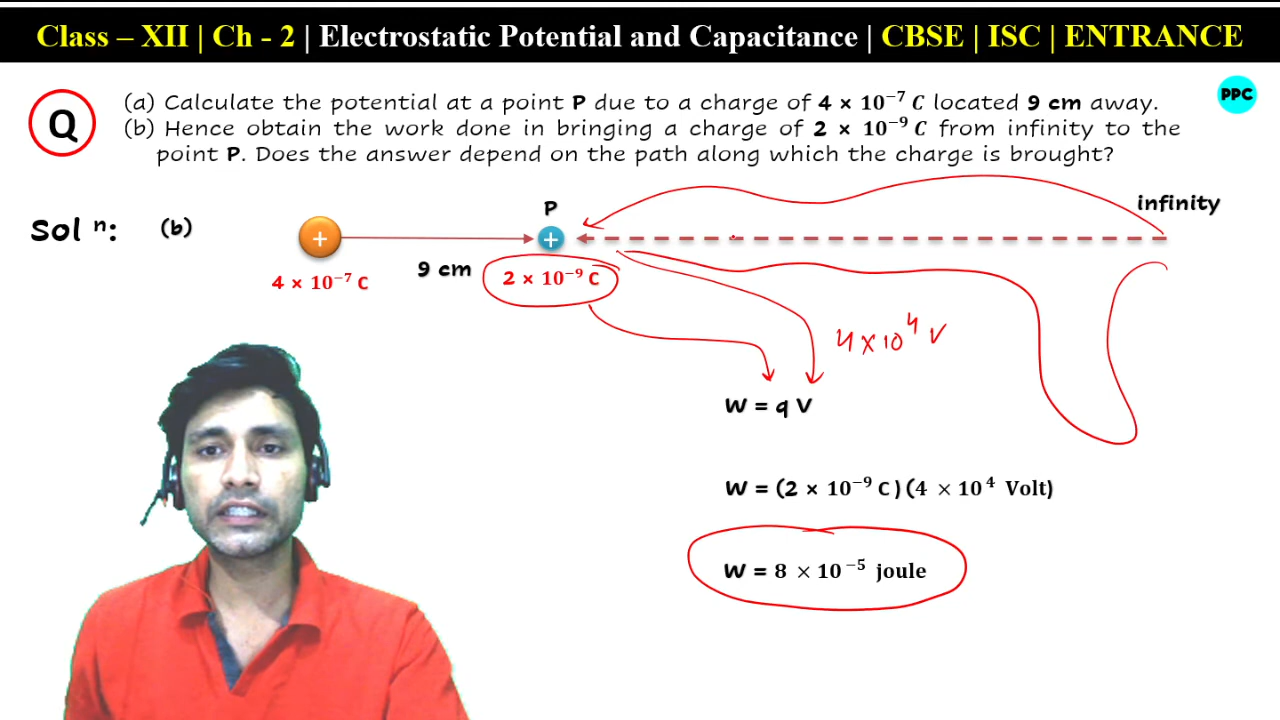 Class – XII | Ch - 2 | Electrostatic Potential and Capacitance | CBSE | ISC | ENTRANCE
PPC
Q
(a) Calculate the potential at a point P due to a charge of 4 × 10⁻⁷ C located 9 cm away.
(b) Hence obtain the work done in bringing a charge of 2 × 10⁻⁹ C from infinity to the
point P. Does the answer depend on the path along which the charge is brought?
Sol ⁿ: (b)
P
infinity
+
+
9 cm
4 × 10⁻⁷ C
2 × 10⁻⁹ C
4×10⁴ V
W = q V
W = (2 × 10⁻⁹ C) (4 × 10⁴ Volt)
W = 8 × 10⁻⁵ joule